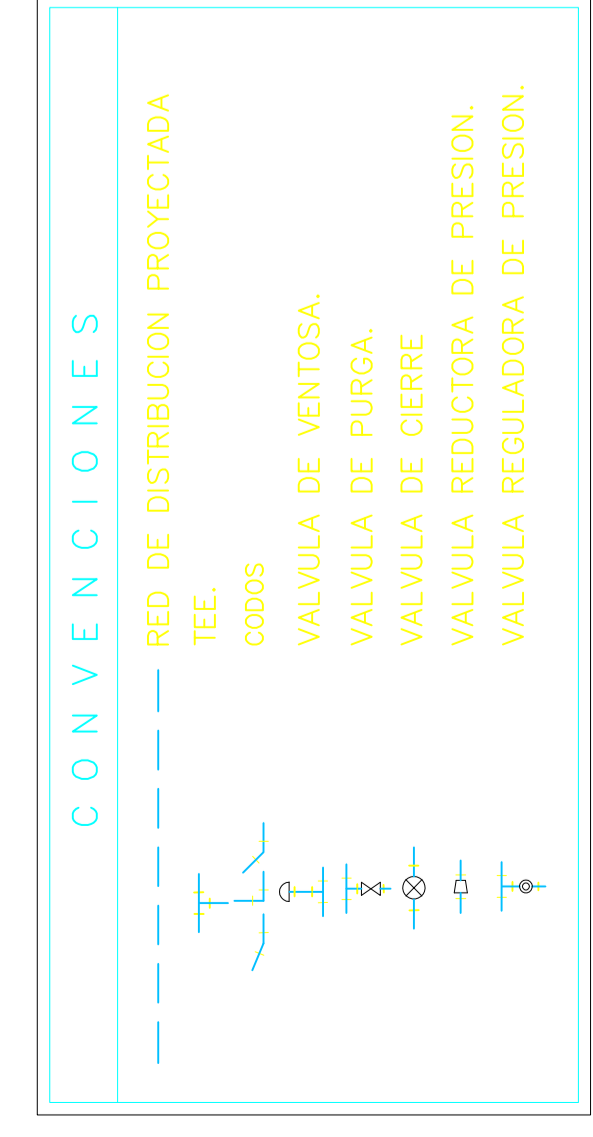 CONVENCIONES
RED DE DISTRIBUCION PROYECTADA
TEE.
CODOS
VALVULA DE VENTOSA.
VALVULA DE PURGA.
VALVULA DE CIERRE
VALVULA REDUCTORA DE PRESION.
VALVULA REGULADORA DE PRESION.